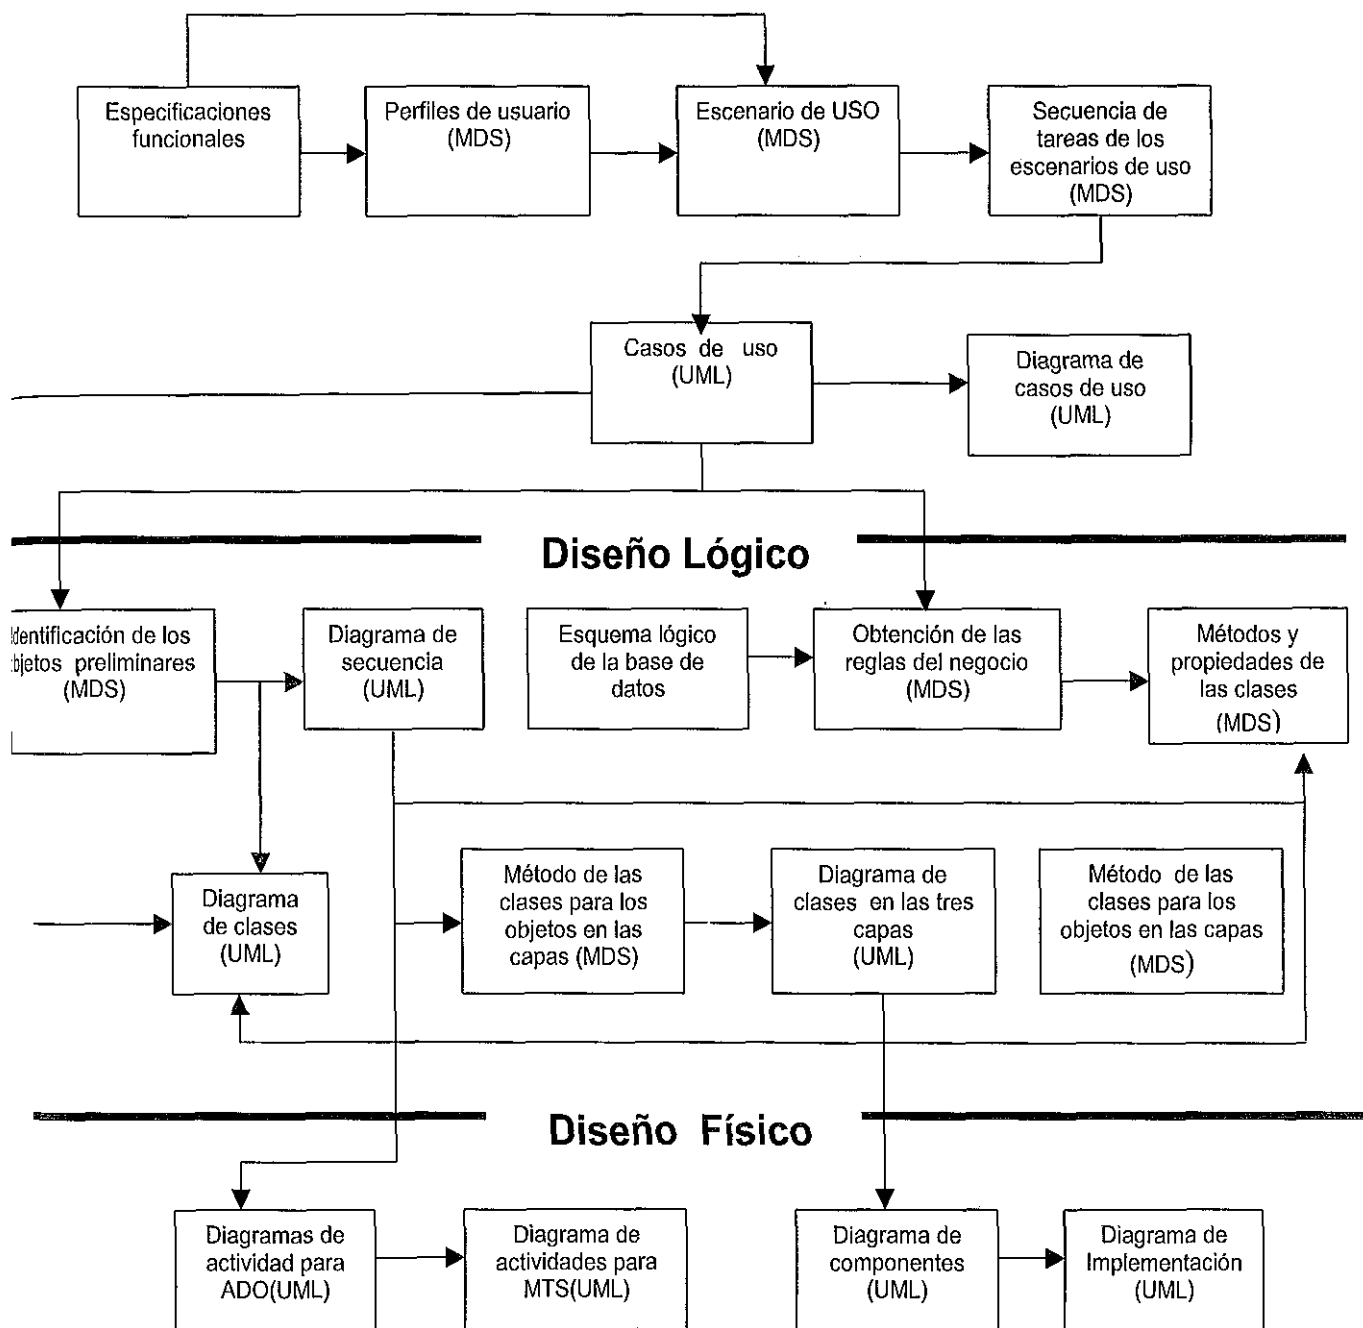 Especificaciones
funcionales
Perfiles de usuario
(MDS)
Escenario de USO
(MDS)
Secuencia de
tareas de los
escenarios de uso
(MDS)
Casos de uso
(UML)
Diagrama de
casos de uso
(UML)
Diseño Lógico
Identificación de los
objetos preliminares
(MDS)
Diagrama de
secuencia
(UML)
Esquema lógico
de la base de
datos
Obtención de las
reglas del negocio
(MDS)
Métodos y
propiedades de
las clases
(MDS)
Diagrama
de clases
(UML)
Método de las
clases para los
objetos en las
capas (MDS)
Diagrama de
clases en las tres
capas
(UML)
Método de las
clases para los
objetos en las capas
(MDS)
Diseño Físico
Diagramas de
actividad para
ADO(UML)
Diagrama de
actividades para
MTS(UML)
Diagrama de
componentes
(UML)
Diagrama de
Implementación
(UML)